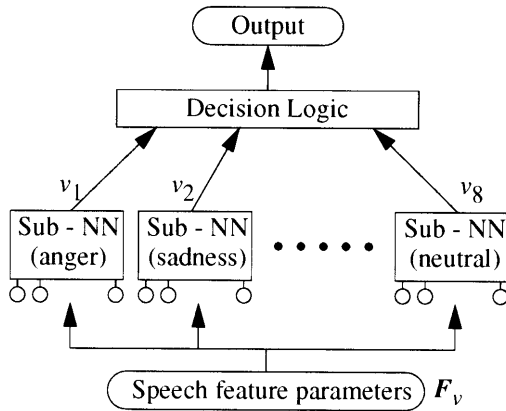 Output
Decision Logic
v1
v2
v8
Sub - NN
(anger)
Sub - NN
(sadness)
Sub - NN
(neutral)
Speech feature parameters Fv